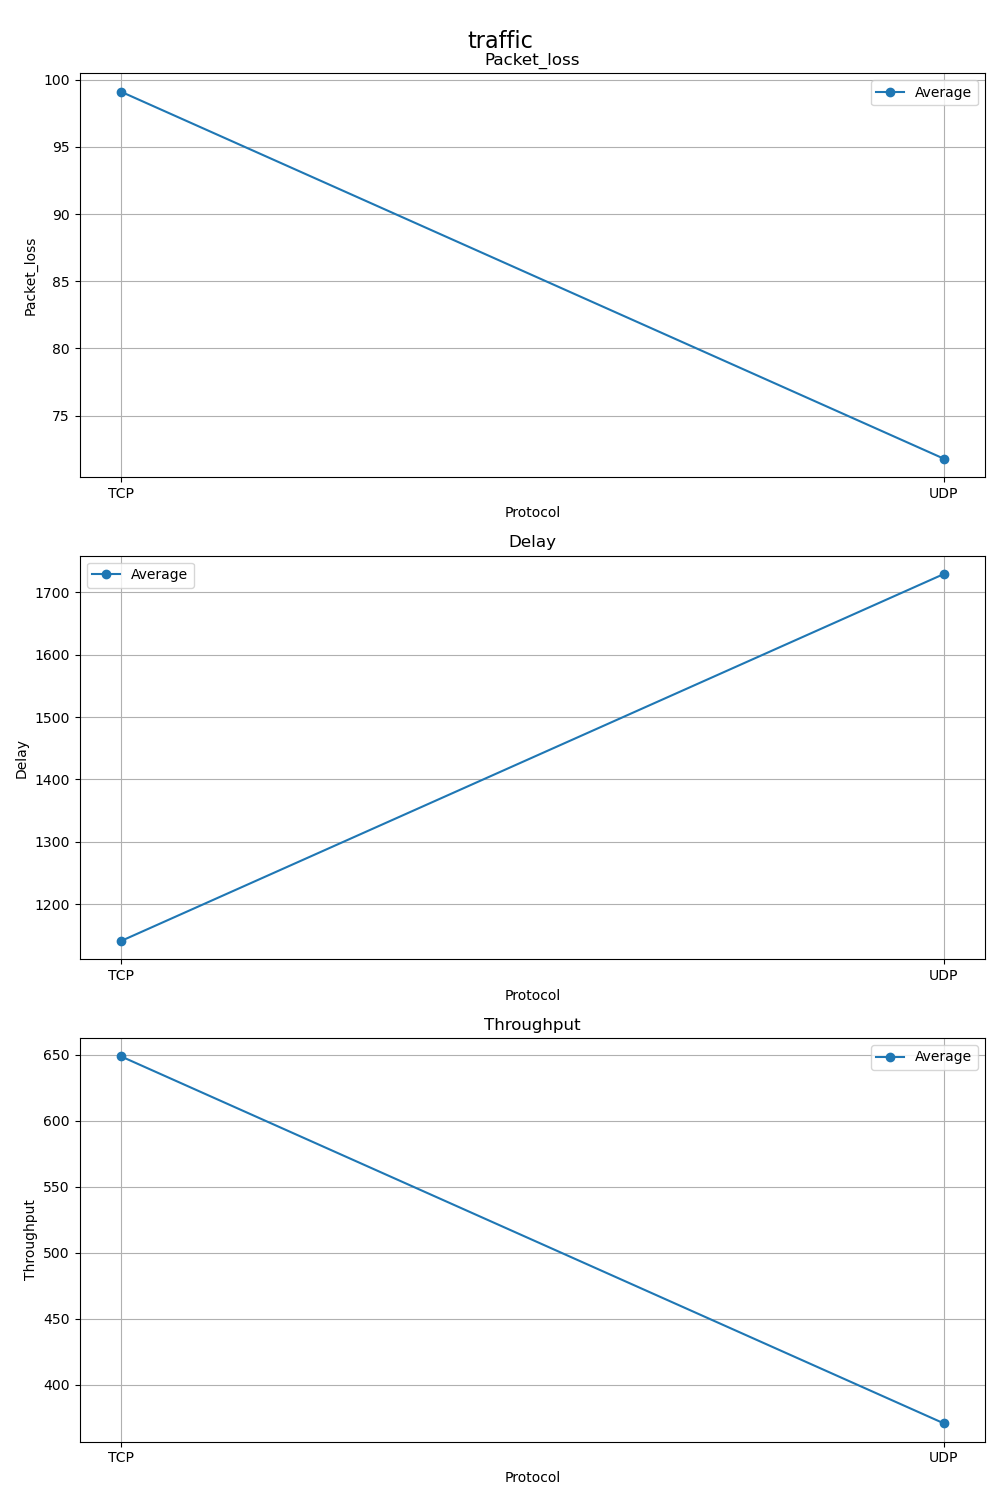 traffic
Packet_loss
Average
100
95
90
85
80
75
Packet_loss
TCP
UDP
Protocol
Delay
Average
1700
1600
1500
1400
1300
1200
Delay
TCP
UDP
Protocol
Throughput
Average
650
600
550
500
450
400
Throughput
TCP
UDP
Protocol